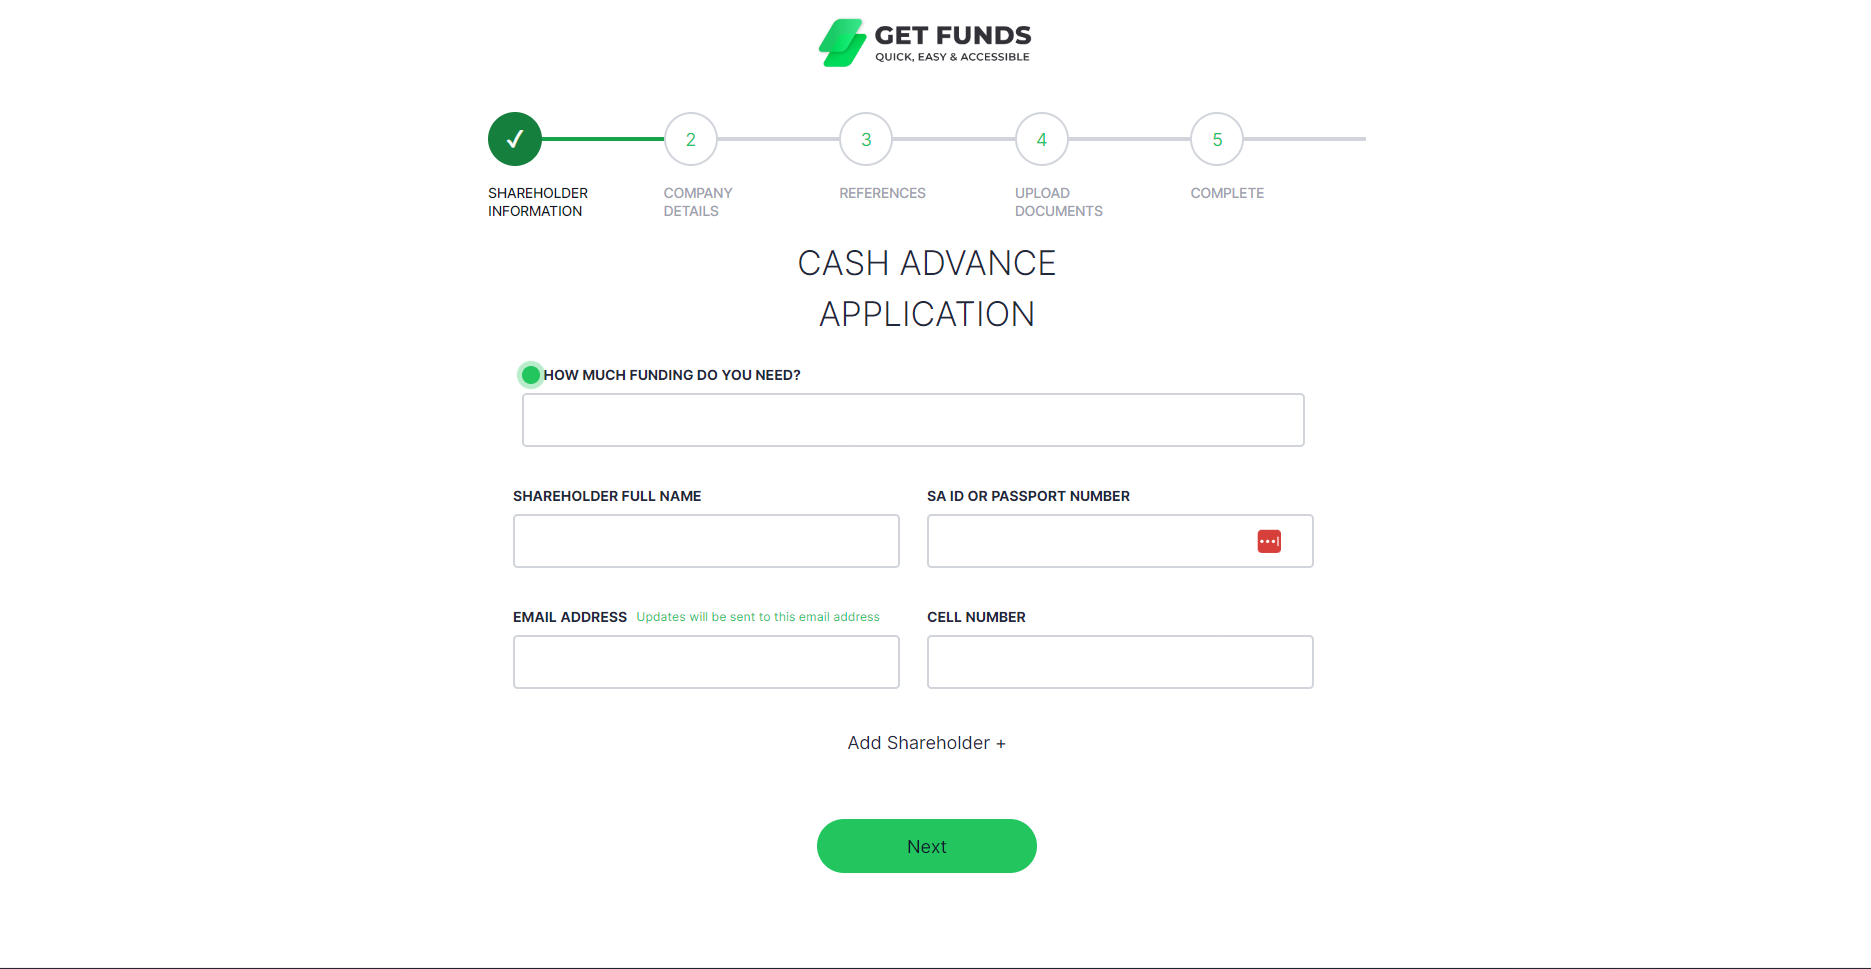 GET FUNDS
QUICK, EASY & ACCESSIBLE
2
3
4
5
SHAREHOLDER
INFORMATION
COMPANY
DETAILS
REFERENCES
UPLOAD
DOCUMENTS
COMPLETE
CASH ADVANCE
APPLICATION
HOW MUCH FUNDING DO YOU NEED?
SHAREHOLDER FULL NAME
SA ID OR PASSPORT NUMBER
EMAIL ADDRESS Updates will be sent to this email address
CELL NUMBER
Add Shareholder +
Next